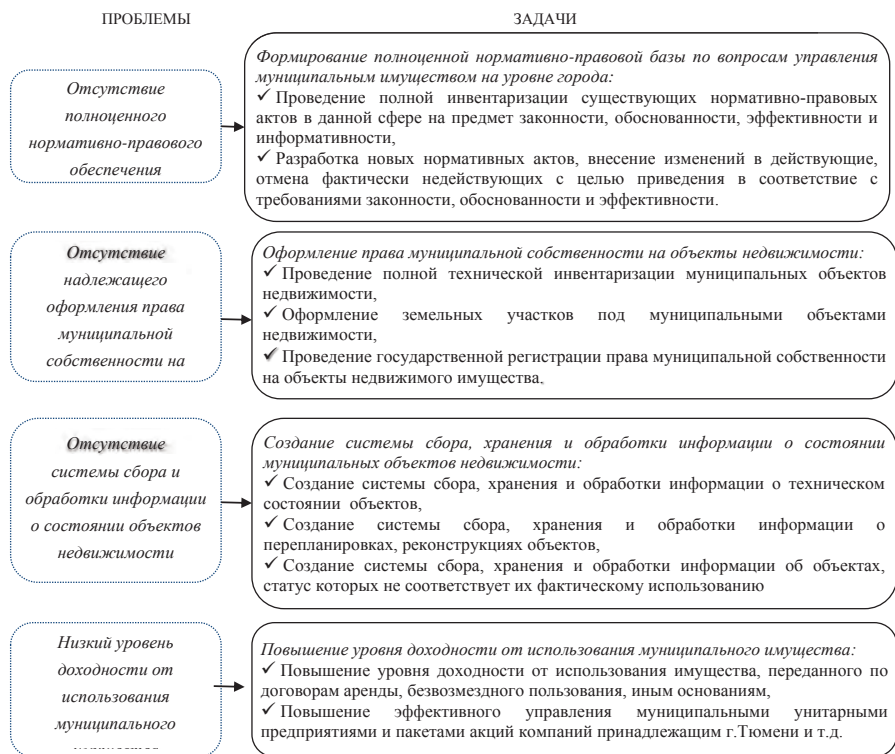 ПРОБЛЕМЫ
ЗАДАЧИ
Отсутствие
полноценного
нормативно-правового
обеспечения
Формирование полноценной нормативно-правовой базы по вопросам управления
муниципальным имуществом на уровне города:
✓ Проведение полной инвентаризации существующих нормативно-правовых
актов в данной сфере на предмет законности, обоснованности, эффективности и
информативности,
✓ Разработка новых нормативных актов, внесение изменений в действующие,
отмена фактически недействующих с целью приведения в соответствие с
требованиями законности, обоснованности и эффективности.
Отсутствие
надлежащего
оформления права
муниципальной
собственности на
Оформление права муниципальной собственности на объекты недвижимости:
✓ Проведение полной технической инвентаризации муниципальных объектов
недвижимости,
✓ Оформление земельных участков под муниципальными объектами
недвижимости,
✓ Проведение государственной регистрации права муниципальной собственности
на объекты недвижимого имущества.
Отсутствие
системы сбора и
обработки информации
о состоянии объектов
недвижимости
Создание системы сбора, хранения и обработки информации о состоянии
муниципальных объектов недвижимости:
✓ Создание системы сбора, хранения и обработки информации о техническом
состоянии объектов,
✓ Создание системы сбора, хранения и обработки информации о
перепланировках, реконструкциях объектов,
✓ Создание системы сбора, хранения и обработки информации об объектах,
статус которых не соответствует их фактическому использованию
Низкий уровень
доходности от
использования
муниципального
Повышение уровня доходности от использования муниципального имущества:
✓ Повышение уровня доходности от использования имущества, переданного по
договорам аренды, безвозмездного пользования, иным основаниям,
✓ Повышение эффективного управления муниципальными унитарными
предприятиями и пакетами акций компаний принадлежащим г.Тюмени и т.д.